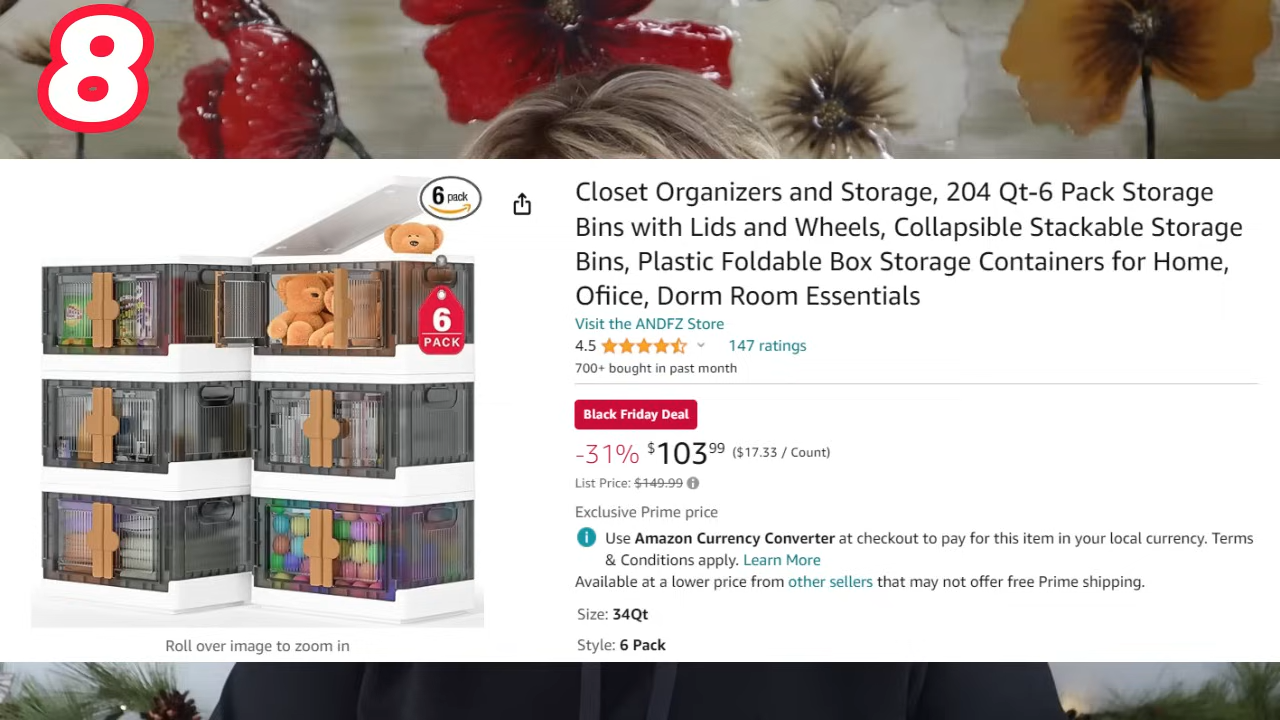 8
6 pack
6
PACK
Closet Organizers and Storage, 204 Qt-6 Pack Storage
Bins with Lids and Wheels, Collapsible Stackable Storage
Bins, Plastic Foldable Box Storage Containers for Home,
Ofiice, Dorm Room Essentials
Visit the ANDFZ Store
4.5 147 ratings
700+ bought in past month
Black Friday Deal
-31% $103.99 ($17.33 / Count)
List Price: $149.99
Exclusive Prime price
Use Amazon Currency Converter at checkout to pay for this item in your local currency. Terms
& Conditions apply. Learn More
Available at a lower price from other sellers that may not offer free Prime shipping.
Size: 34Qt
Style: 6 Pack
Roll over image to zoom in